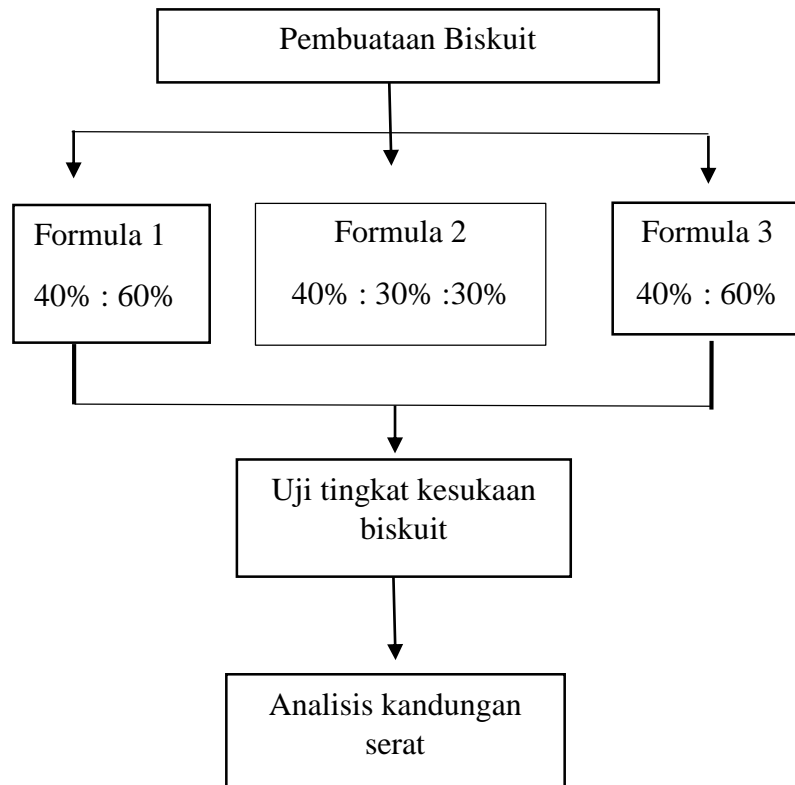 Pembuataan Biskuit
Formula 1
40% : 60%
Formula 2
40% : 30% :30%
Formula 3
40% : 60%
Uji tingkat kesukaan
biskuit
Analisis kandungan
serat